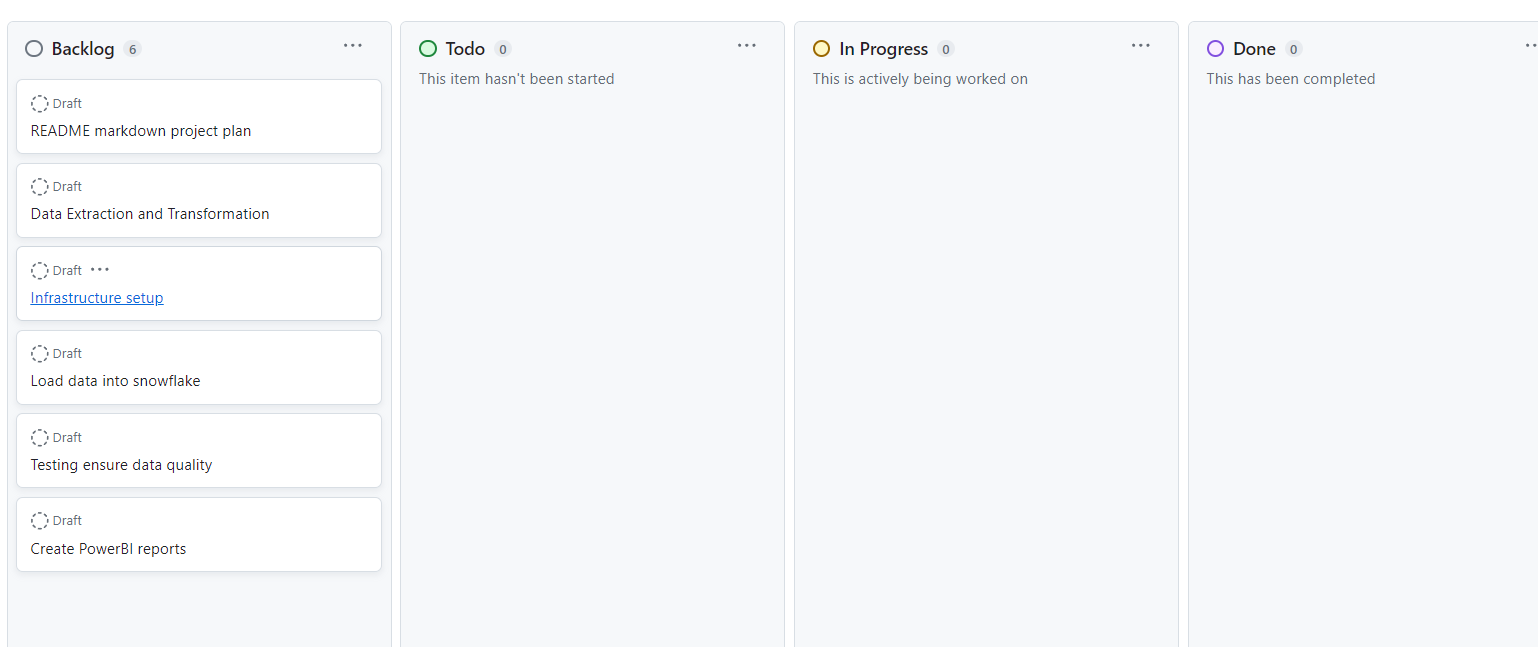 Backlog 6
Draft
README markdown project plan
Draft
Data Extraction and Transformation
Draft
Infrastructure setup
Draft
Load data into snowflake
Draft
Testing ensure data quality
Draft
Create PowerBI reports
Todo 0
This item hasn't been started
In Progress 0
This is actively being worked on
Done 0
This has been completed